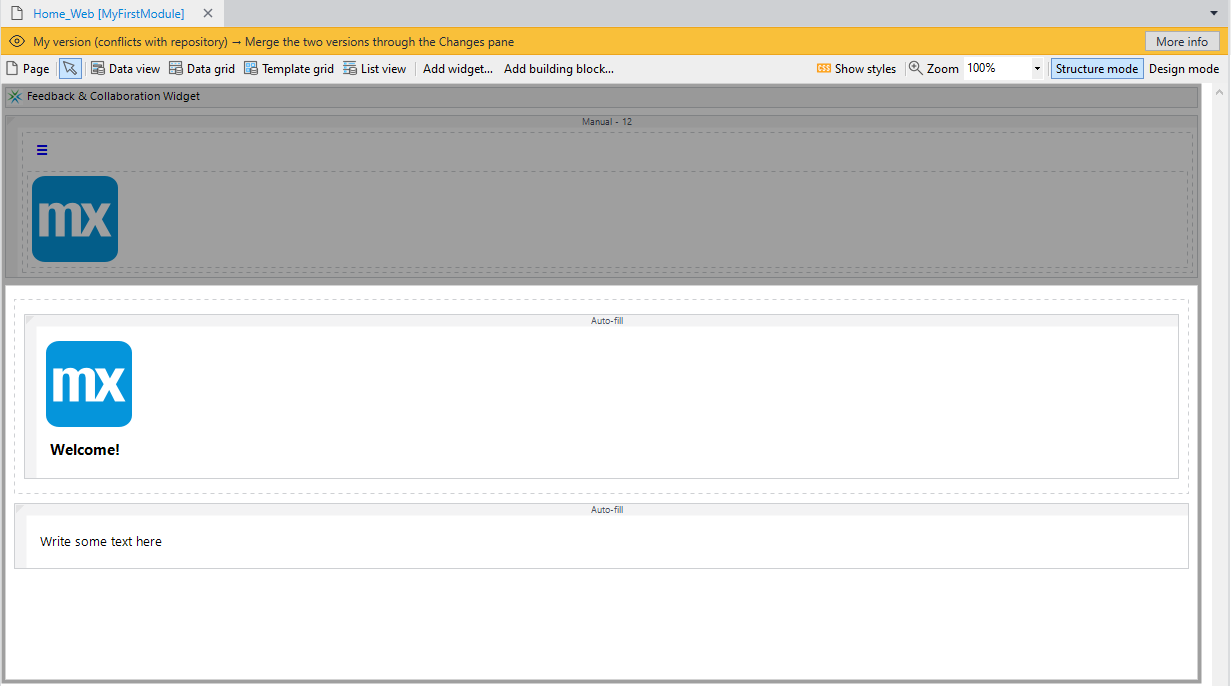 Home_Web [MyFirstModule]
My version (conflicts with repository) → Merge the two versions through the Changes pane More info
Page Data view Data grid Template grid List view Add widget... Add building block... CSS Show styles Zoom 100% Structure mode Design mode
Feedback & Collaboration Widget
Manual - 12
mx
Auto-fill
mx
Welcome!
Auto-fill
Write some text here